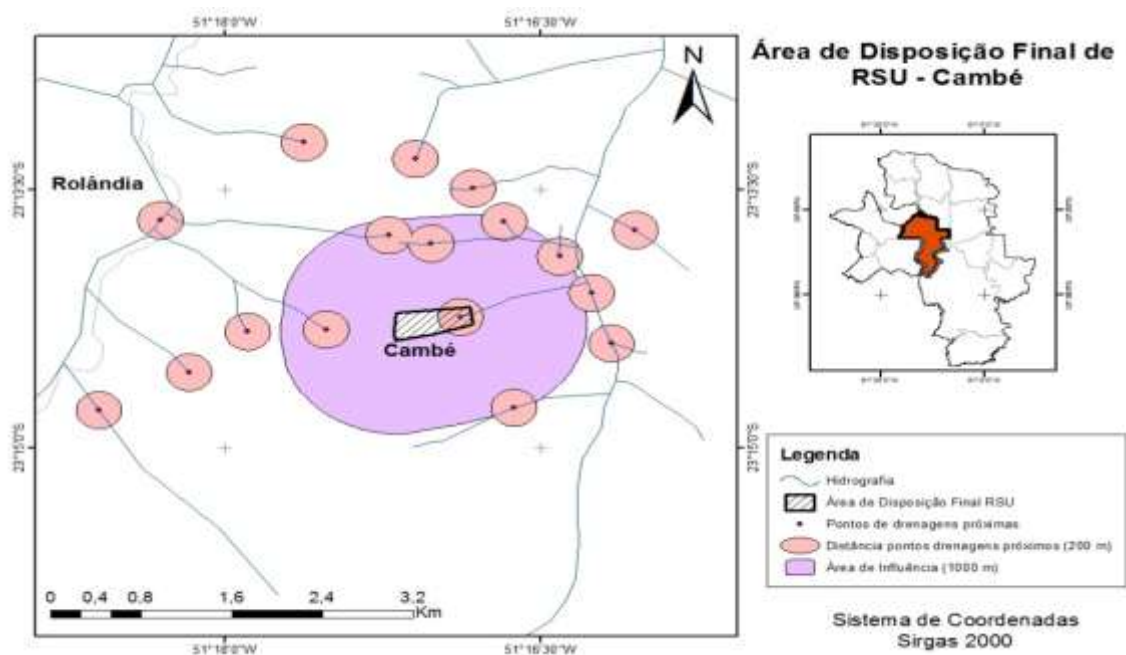 51°18'0"W
51°16'30"W
Área de Disposição Final de
RSU - Cambé
N
Rolândia
23°13'30"S
23°13'30"S
Cambé
23°15'0"S
23°15'0"S
0 0,4 0,8 1,6 2,4 3,2
Km
51°18'0"W
51°16'30"W
Legenda
Hidrografia
Área de Disposição Final RSU
Pontos de drenagens próximas
Distância pontos drenagens próximos (200 m)
Área de Influência (1000 m)
Sistema de Coordenadas
Sirgas 2000